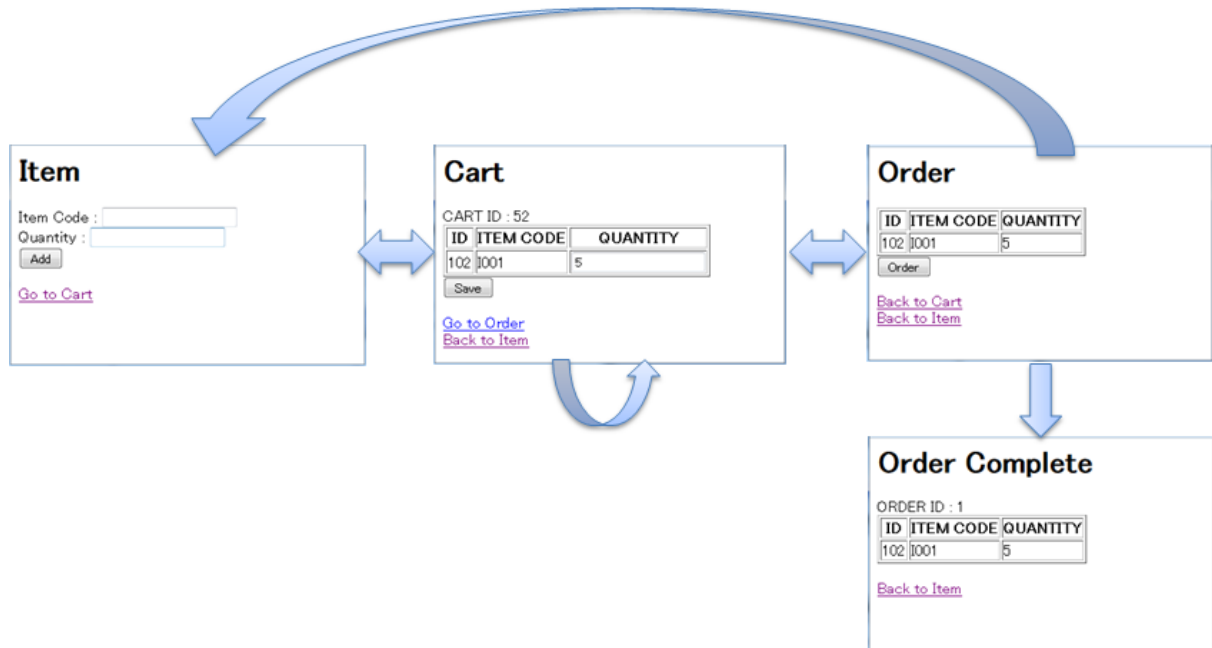 Item
Item Code :
Quantity :
Add
Go to Cart
Cart
CART ID : 52
ID ITEM CODE QUANTITY
102 I001 5
Save
Go to Order
Back to Item
Order
ID ITEM CODE QUANTITY
102 I001 5
Order
Back to Cart
Back to Item
Order Complete
ORDER ID : 1
ID ITEM CODE QUANTITY
102 I001 5
Back to Item